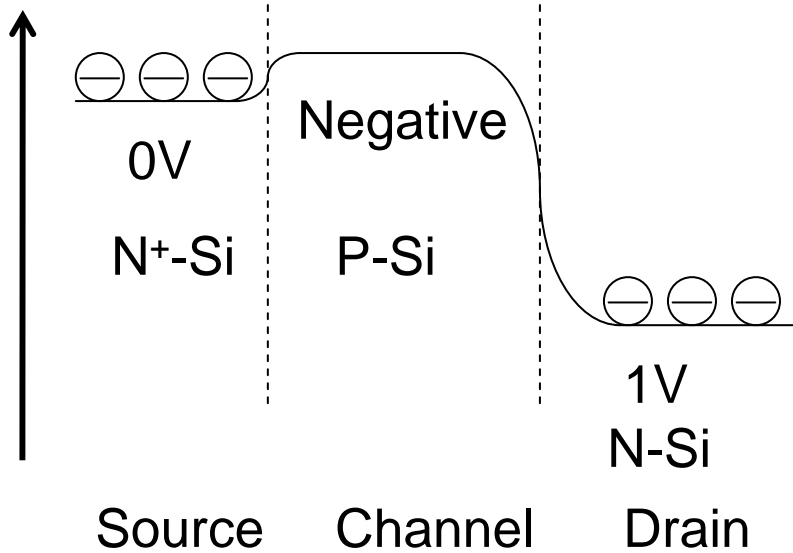 Negative
0V
N⁺-Si
P-Si
1V
N-Si
Source Channel Drain